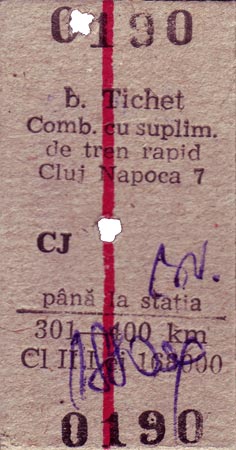 0190
b. Tichet
Comb. cu suplim.
de tren rapid
Cluj Napoca 7
CJ
până la stația
301—400 km
Cl II Lei
0190